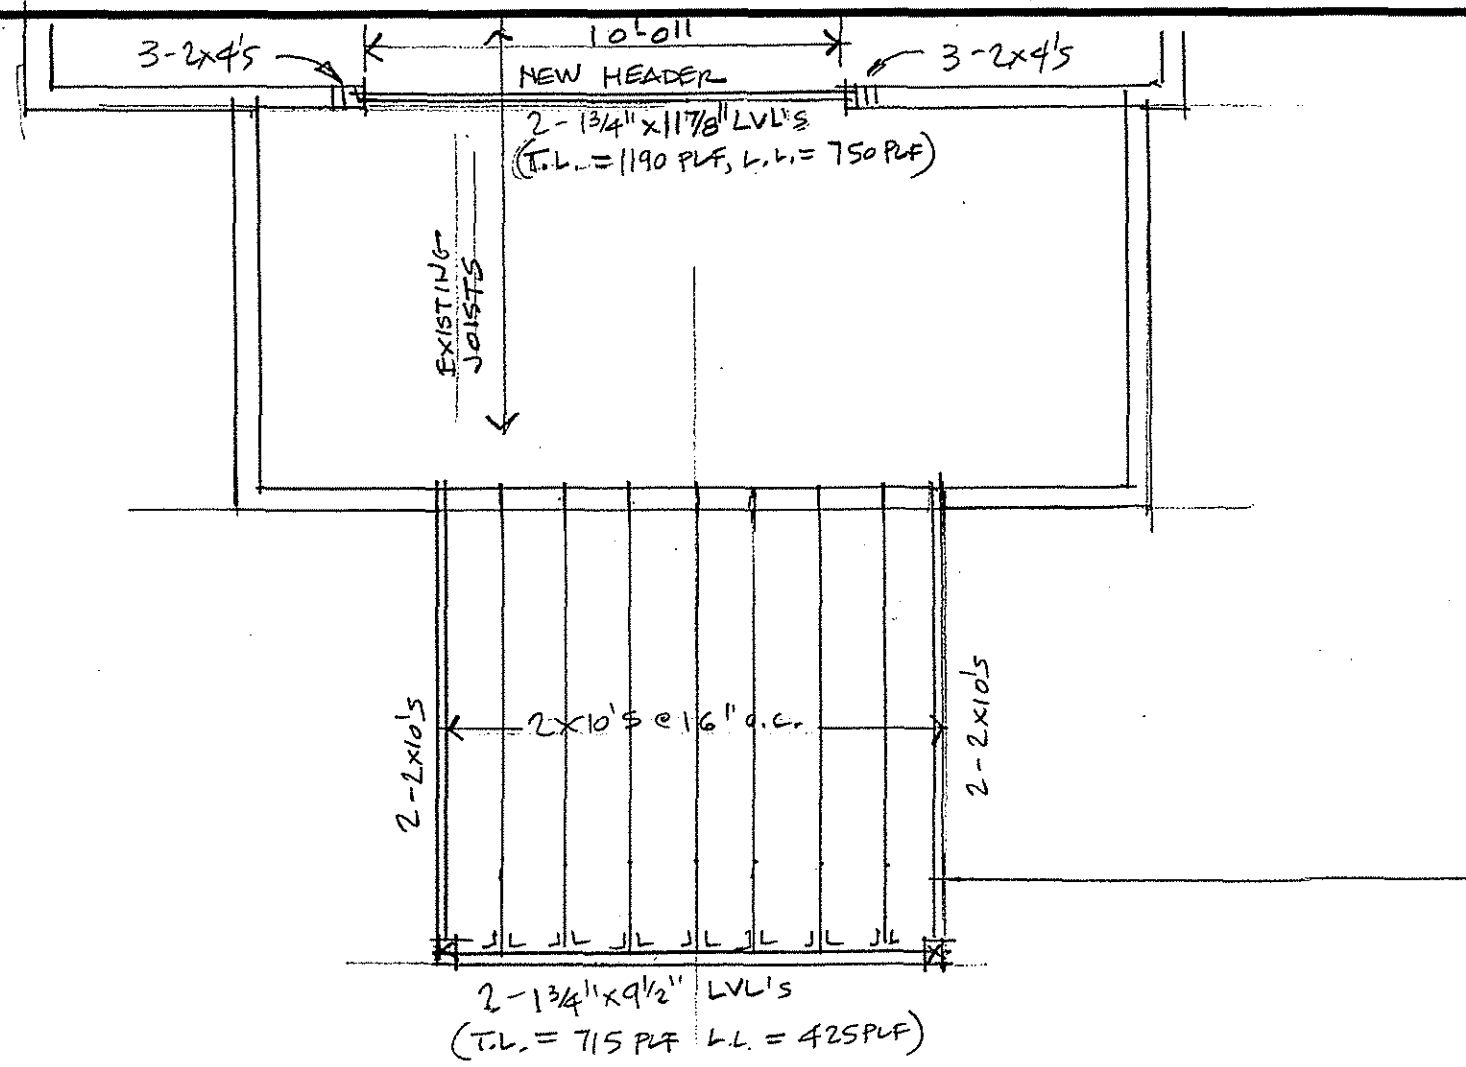 10'-0"
3-2x4's
3-2x4's
NEW HEADER
2-1 3/4" x 11 7/8" LVL's
(T.L. = 1190 PLF, L.L. = 750 PLF)
EXISTING
JOISTS
2-2x10's
2x10's @ 16" o.c.
2-2x10's
2-1 3/4" x 9 1/2" LVL's
(T.L. = 715 PLF L.L. = 425 PLF)